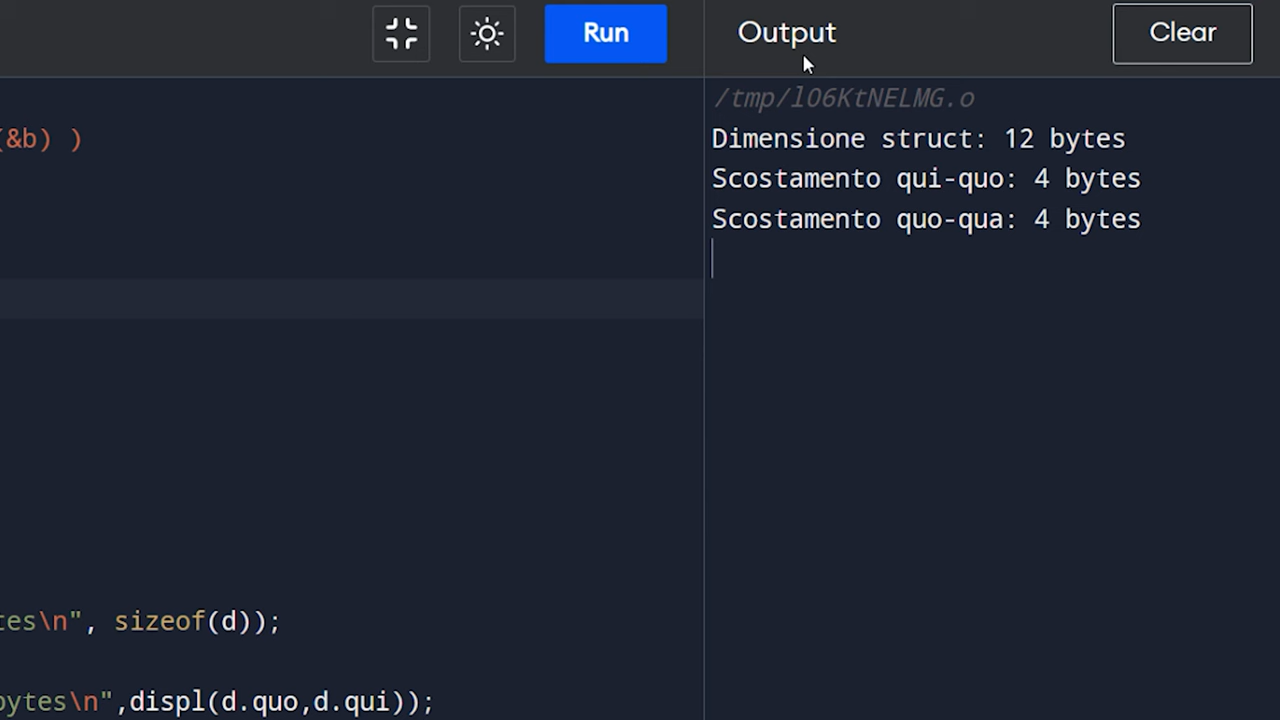 Run
Output
Clear
/tmp/lO6KtNELMG.o
(&b) )
Dimensione struct: 12 bytes
Scostamento qui-quo: 4 bytes
Scostamento quo-qua: 4 bytes
tes\n", sizeof(d));
bytes\n",displ(d.quo,d.qui));